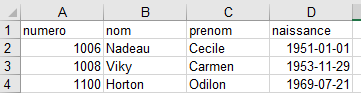 A B C D
1 numero nom prenom naissance
2 1006 Nadeau Cecile 1951-01-01
3 1008 Viky Carmen 1953-11-29
4 1100 Horton Odilon 1969-07-21